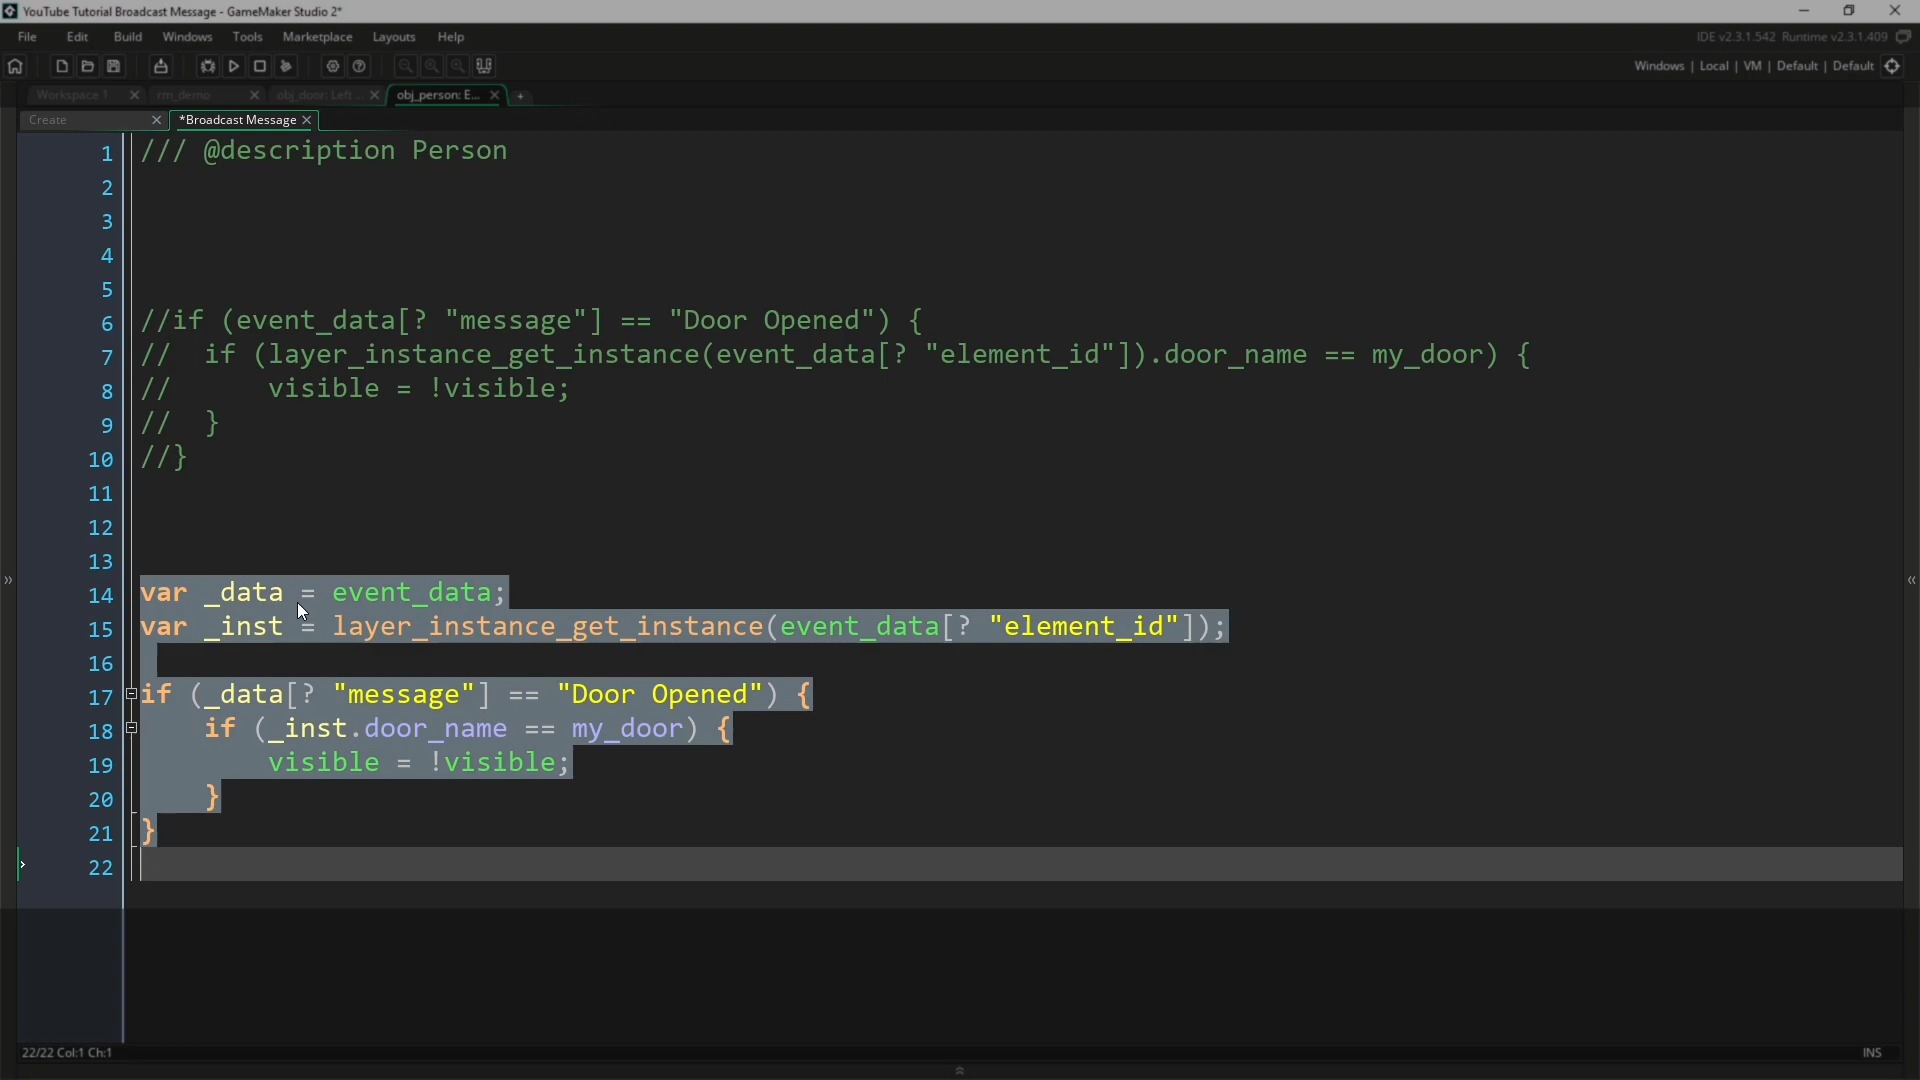 YouTube Tutorial Broadcast Message - GameMaker Studio 2*
File Edit Build Windows Tools Marketplace Layouts Help
IDE v2.3.1.542 Runtime v2.3.1.409
Windows | Local | VM | Default | Default
Workspace 1 rm_demo obj_door: Left ... obj_person: E...
Create *Broadcast Message
1 /// @description Person
2
3
4
5
6 //if (event_data[? "message"] == "Door Opened") {
7 // if (layer_instance_get_instance(event_data[? "element_id"]).door_name == my_door) {
8 // visible = !visible;
9 // }
10 //}
11
12
13
14 var _data = event_data;
15 var _inst = layer_instance_get_instance(event_data[? "element_id"]);
16
17 if (_data[? "message"] == "Door Opened") {
18 if (_inst.door_name == my_door) {
19 visible = !visible;
20 }
21 }
22
22/22 Col:1 Ch:1 INS